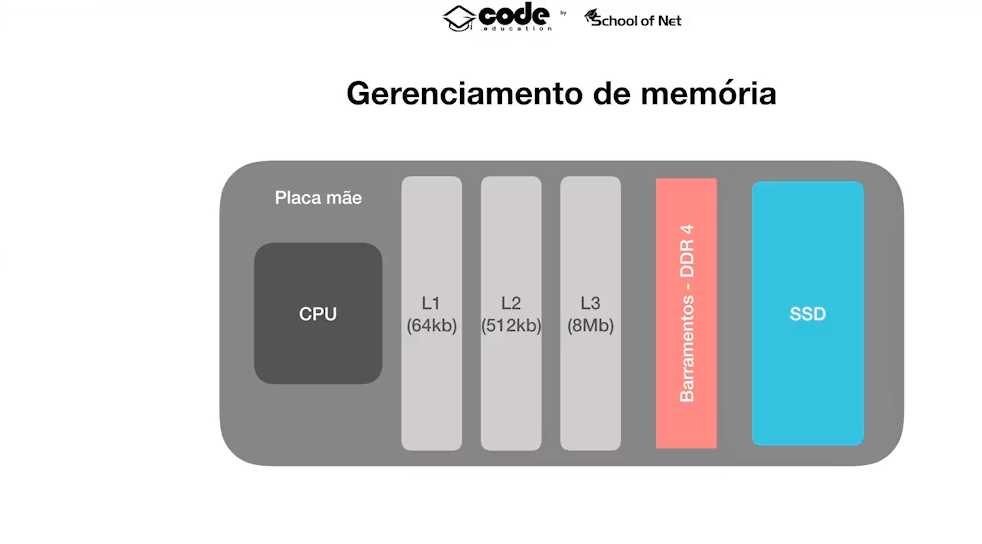 code by School of Net
.education
Gerenciamento de memória
Placa mãe
CPU
L1
(64kb)
L2
(512kb)
L3
(8Mb)
Barramentos - DDR 4
SSD